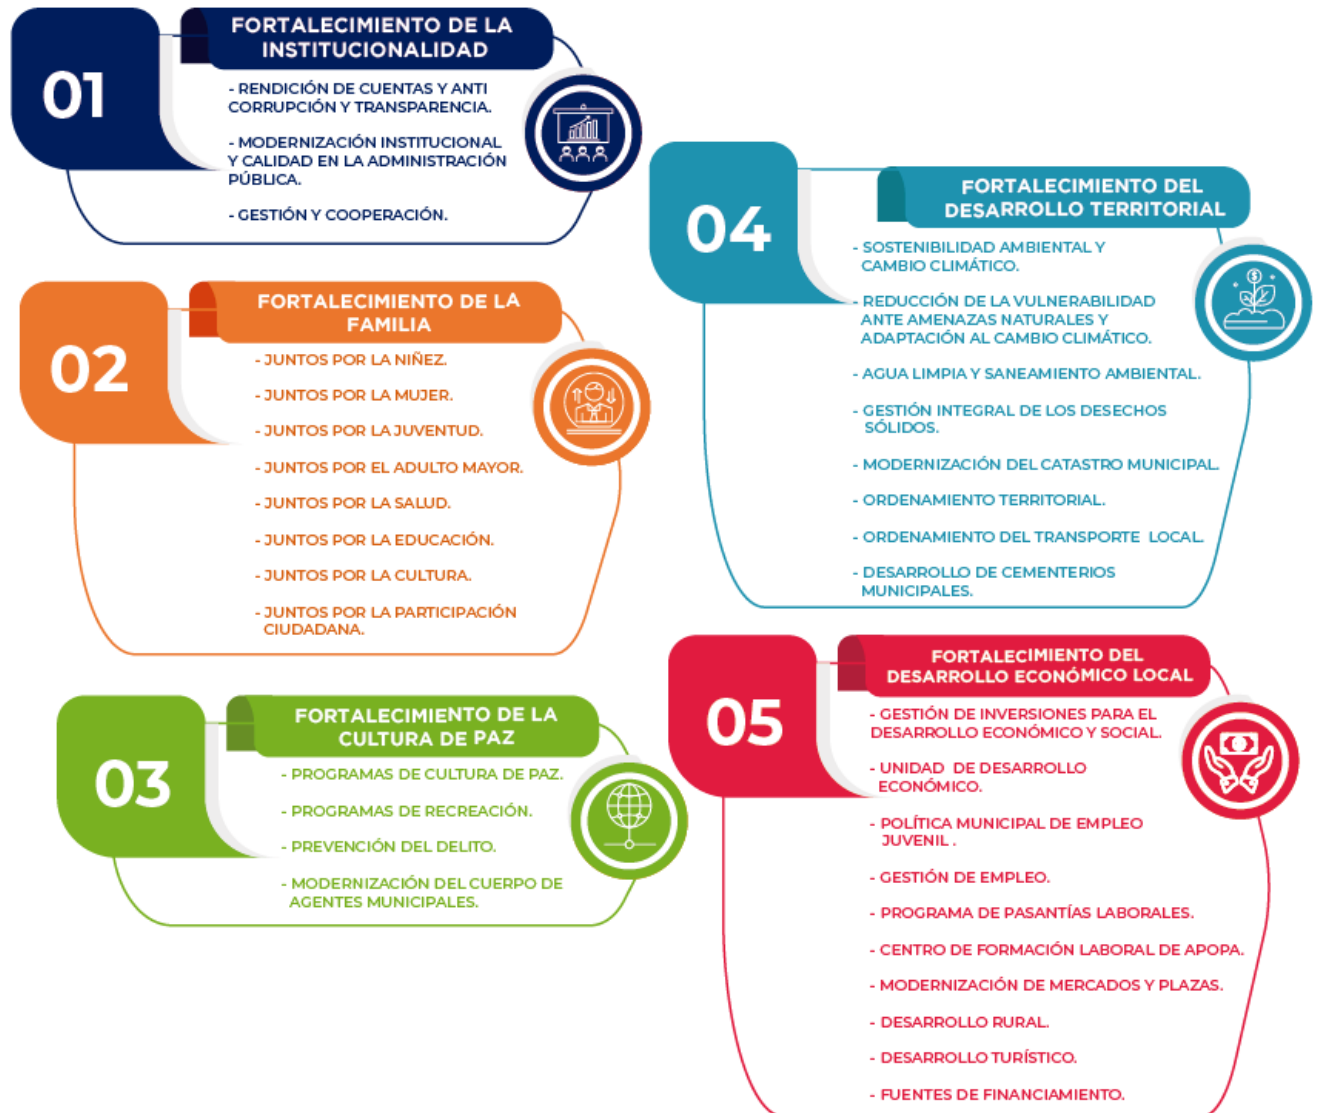 01
FORTALECIMIENTO DE LA
INSTITUCIONALIDAD
- RENDICIÓN DE CUENTAS Y ANTI
CORRUPCIÓN Y TRANSPARENCIA.
- MODERNIZACIÓN INSTITUCIONAL
Y CALIDAD EN LA ADMINISTRACIÓN
PÚBLICA.
- GESTIÓN Y COOPERACIÓN.
02
FORTALECIMIENTO DE LA
FAMILIA
- JUNTOS POR LA NIÑEZ.
- JUNTOS POR LA MUJER.
- JUNTOS POR LA JUVENTUD.
- JUNTOS POR EL ADULTO MAYOR.
- JUNTOS POR LA SALUD.
- JUNTOS POR LA EDUCACIÓN.
- JUNTOS POR LA CULTURA.
- JUNTOS POR LA PARTICIPACIÓN
CIUDADANA.
03
FORTALECIMIENTO DE LA
CULTURA DE PAZ
- PROGRAMAS DE CULTURA DE PAZ.
- PROGRAMAS DE RECREACIÓN.
- PREVENCIÓN DEL DELITO.
- MODERNIZACIÓN DEL CUERPO DE
AGENTES MUNICIPALES.
04
FORTALECIMIENTO DEL
DESARROLLO TERRITORIAL
- SOSTENIBILIDAD AMBIENTAL Y
CAMBIO CLIMÁTICO.
- REDUCCIÓN DE LA VULNERABILIDAD
ANTE AMENAZAS NATURALES Y
ADAPTACIÓN AL CAMBIO CLIMÁTICO.
- AGUA LIMPIA Y SANEAMIENTO AMBIENTAL.
- GESTIÓN INTEGRAL DE LOS DESECHOS
SÓLIDOS.
- MODERNIZACIÓN DEL CATASTRO MUNICIPAL.
- ORDENAMIENTO TERRITORIAL.
- ORDENAMIENTO DEL TRANSPORTE LOCAL.
- DESARROLLO DE CEMENTERIOS
MUNICIPALES.
05
FORTALECIMIENTO DEL
DESARROLLO ECONÓMICO LOCAL
- GESTIÓN DE INVERSIONES PARA EL
DESARROLLO ECONÓMICO Y SOCIAL.
- UNIDAD DE DESARROLLO
ECONÓMICO.
- POLÍTICA MUNICIPAL DE EMPLEO
JUVENIL .
- GESTIÓN DE EMPLEO.
- PROGRAMA DE PASANTÍAS LABORALES.
- CENTRO DE FORMACIÓN LABORAL DE APOPA.
- MODERNIZACIÓN DE MERCADOS Y PLAZAS.
- DESARROLLO RURAL.
- DESARROLLO TURÍSTICO.
- FUENTES DE FINANCIAMIENTO.